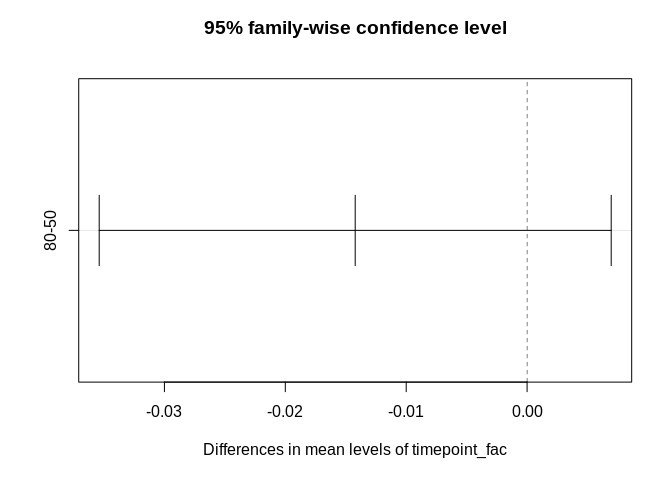 95% family-wise confidence level
80-50
-0.03
-0.02
-0.01
0.00
Differences in mean levels of timepoint_fac